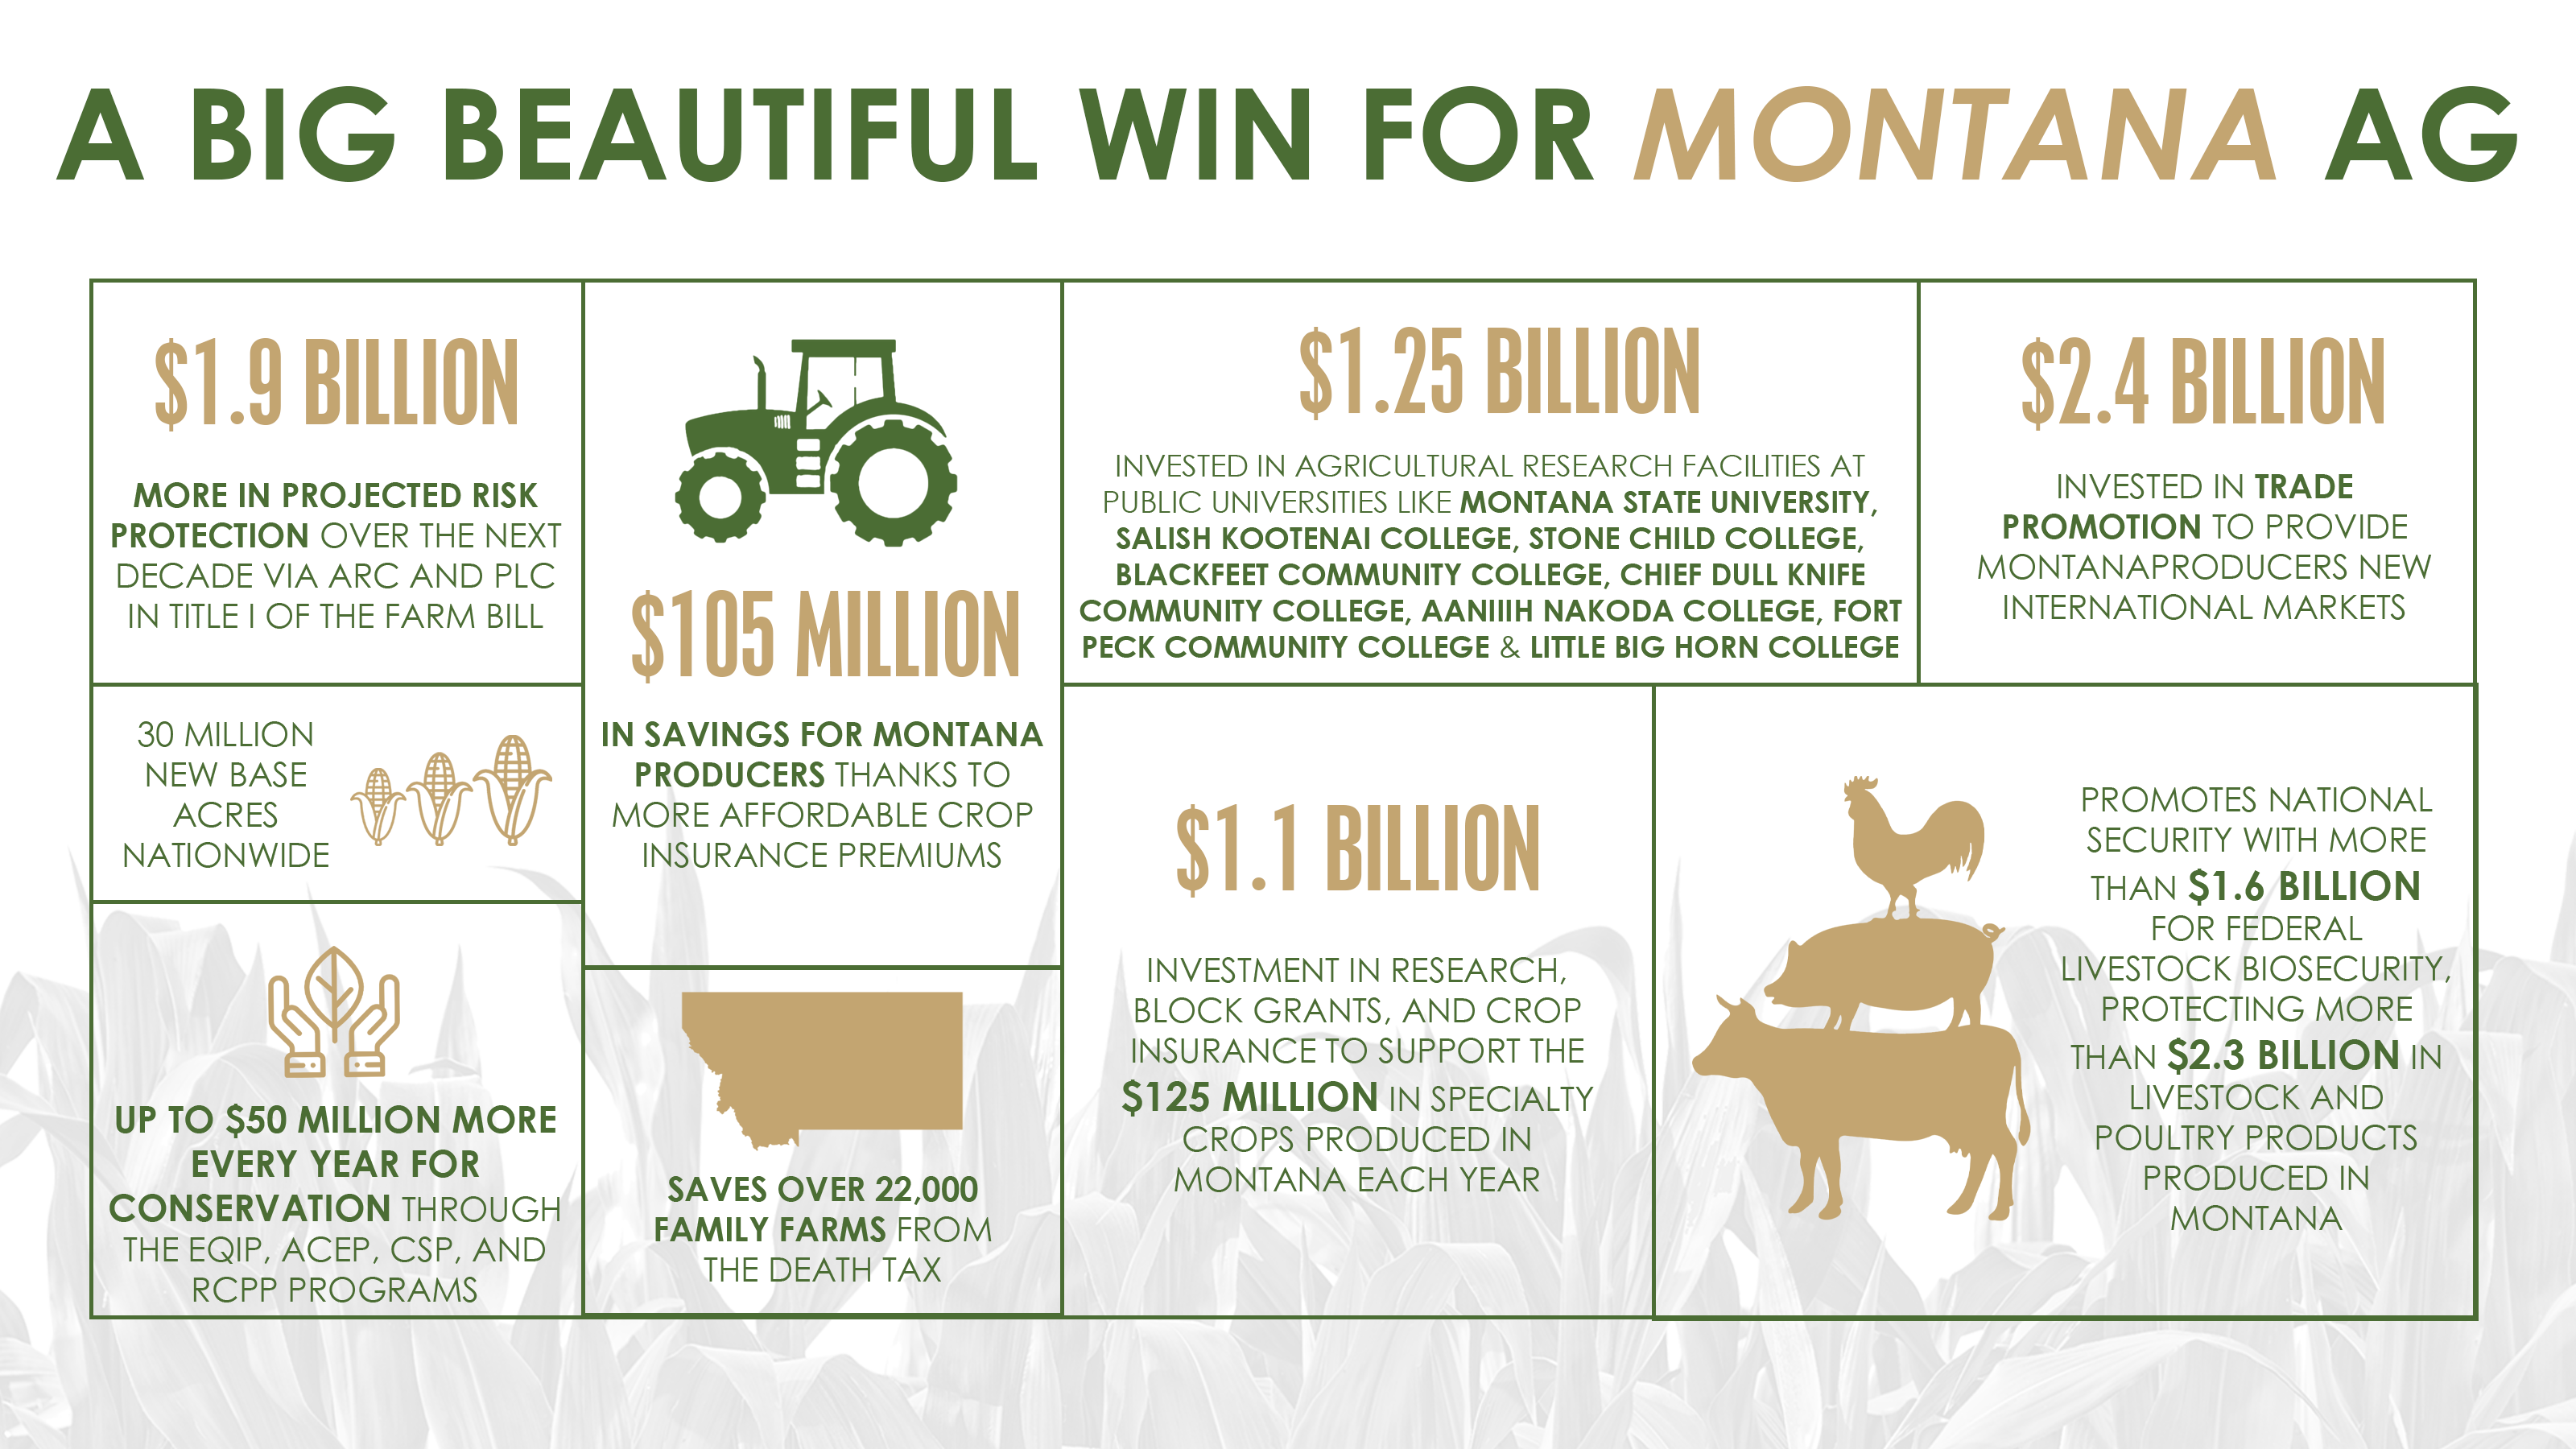 A BIG BEAUTIFUL WIN FOR MONTANA AG
$1.9 BILLION
MORE IN PROJECTED RISK
PROTECTION OVER THE NEXT
DECADE VIA ARC AND PLC
IN TITLE I OF THE FARM BILL
30 MILLION
NEW BASE
ACRES
NATIONWIDE
UP TO $50 MILLION MORE
EVERY YEAR FOR
CONSERVATION THROUGH
THE EQIP, ACEP, CSP, AND
RCPP PROGRAMS
$105 MILLION
IN SAVINGS FOR MONTANA
PRODUCERS THANKS TO
MORE AFFORDABLE CROP
INSURANCE PREMIUMS
SAVES OVER 22,000
FAMILY FARMS FROM
THE DEATH TAX
$1.25 BILLION
INVESTED IN AGRICULTURAL RESEARCH FACILITIES AT
PUBLIC UNIVERSITIES LIKE MONTANA STATE UNIVERSITY,
SALISH KOOTENAI COLLEGE, STONE CHILD COLLEGE,
BLACKFEET COMMUNITY COLLEGE, CHIEF DULL KNIFE
COMMUNITY COLLEGE, AANIIIH NAKODA COLLEGE, FORT
PECK COMMUNITY COLLEGE & LITTLE BIG HORN COLLEGE
$2.4 BILLION
INVESTED IN TRADE
PROMOTION TO PROVIDE
MONTANAPRODUCERS NEW
INTERNATIONAL MARKETS
$1.1 BILLION
INVESTMENT IN RESEARCH,
BLOCK GRANTS, AND CROP
INSURANCE TO SUPPORT THE
$125 MILLION IN SPECIALTY
CROPS PRODUCED IN
MONTANA EACH YEAR
PROMOTES NATIONAL
SECURITY WITH MORE
THAN $1.6 BILLION
FOR FEDERAL
LIVESTOCK BIOSECURITY,
PROTECTING MORE
THAN $2.3 BILLION IN
LIVESTOCK AND
POULTRY PRODUCTS
PRODUCED IN
MONTANA